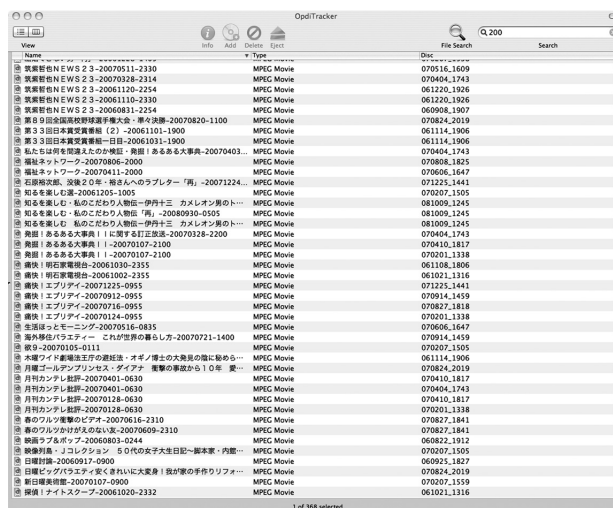 OpdiTracker
Info Add Delete Eject
200
View File Search Search
Name Type Disc
筑紫哲也NEWS23-20070511-2330 MPEG Movie 070516_1609
筑紫哲也NEWS23-20070328-2314 MPEG Movie 070404_1743
筑紫哲也NEWS23-20061120-2254 MPEG Movie 061220_1926
筑紫哲也NEWS23-20061110-2330 MPEG Movie 061220_1926
筑紫哲也NEWS23-20060831-2254 MPEG Movie 060908_1907
第89回全国高校野球選手権大会・準々決勝-20070820-1100 MPEG Movie 070824_2019
第33回日本賞受賞番組（2）-20061101-1900 MPEG Movie 061114_1906
第33回日本賞受賞番組一日目-20061031-1900 MPEG Movie 061114_1906
私たちは何を間違えたのか検証・発掘！あるある大事典-20070403... MPEG Movie 070404_1743
福祉ネットワーク-20070806-2000 MPEG Movie 070808_1825
福祉ネットワーク-20070411-2000 MPEG Movie 070606_1647
石原裕次郎、没後20年・裕さんへのラブレター「再」-20071224... MPEG Movie 071225_1441
知るを楽しむ選-20061205-1005 MPEG Movie 070207_1505
知るを楽しむ・私のこだわり人物伝－伊丹十三 カメレオン男のト… MPEG Movie 081009_1245
知るを楽しむ・私のこだわり人物伝「再」-20080930-0505 MPEG Movie 081009_1245
知るを楽しむ 私のこだわり人物伝－伊丹十三 カメレオン男のト… MPEG Movie 081009_1245
発掘！あるある大事典ＩＩに関する訂正放送-20070328-2200 MPEG Movie 070404_1743
発掘！あるある大事典ＩＩ-20070107-2100 MPEG Movie 070410_1817
発掘！あるある大事典ＩＩ-20070107-2100 MPEG Movie 070201_1338
痛快！明石家電視台-20061030-2355 MPEG Movie 061108_1806
痛快！明石家電視台-20061002-2355 MPEG Movie 061021_1316
痛快！エブリデイ-20071225-0955 MPEG Movie 071225_1441
痛快！エブリデイ-20070912-0955 MPEG Movie 070914_1459
痛快！エブリデイ-20070716-0955 MPEG Movie 070827_1818
痛快！エブリデイ-20070124-0955 MPEG Movie 070201_1338
生活ほっとモーニング-20070516-0835 MPEG Movie 070606_1647
海外移住バラエティー これが世界の暮らし方-20070721-1400 MPEG Movie 070914_1459
欲9-20070105-0111 MPEG Movie 070207_1505
木曜ワイド劇場法王庁の避妊法・オギノ博士の大発見の陰に秘めら… MPEG Movie 061114_1906
月曜ゴールデンプリンセス・ダイアナ 衝撃の事故から10年 愛… MPEG Movie 070824_2019
月刊カンテレ批評-20070401-0630 MPEG Movie 070410_1817
月刊カンテレ批評-20070401-0630 MPEG Movie 070404_1743
月刊カンテレ批評-20070128-0630 MPEG Movie 070410_1817
月刊カンテレ批評-20070128-0630 MPEG Movie 070201_1338
春のワルツ衝撃のビデオ-20070616-2310 MPEG Movie 070827_1841
春のワルツかけがえのない友-20070609-2310 MPEG Movie 070827_1841
映画ラブ&ポップ-20060803-0244 MPEG Movie 060822_1912
映像列島・Jコレクション 50代の女子大生日記～脚本家・内館… MPEG Movie 070207_1505
日曜討論-20060917-0900 MPEG Movie 060925_1827
日曜ビッグバラエティ安くきれいに大変身！我が家の手作りリフォ… MPEG Movie 070824_2019
新日曜美術館-20070107-0900 MPEG Movie 070207_1559
探偵！ナイトスクープ-20061020-2332 MPEG Movie 061021_1316
1 of 368 selected